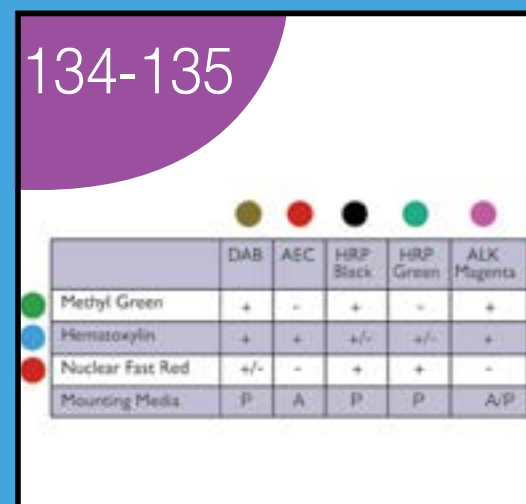 134-135
DAB AEC HRP Black HRP Green ALK Magenta
Methyl Green + - + - +
Hematoxylin + + +/- +/- +
Nuclear Fast Red +/- - + + -
Mounting Media P A P P A/P